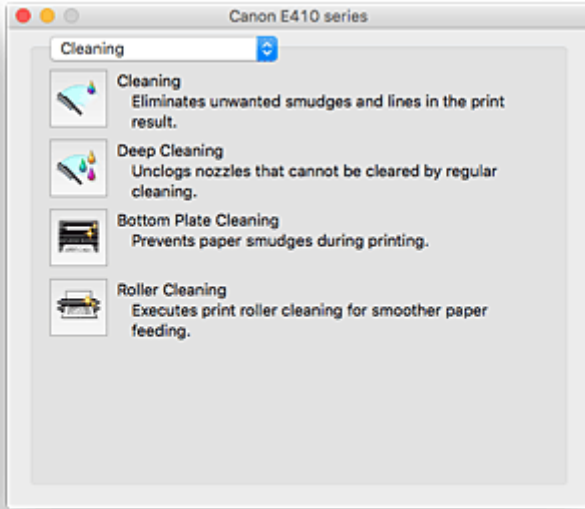 Canon E410 series
Cleaning
Cleaning
Eliminates unwanted smudges and lines in the print
result.
Deep Cleaning
Unclogs nozzles that cannot be cleared by regular
cleaning.
Bottom Plate Cleaning
Prevents paper smudges during printing.
Roller Cleaning
Executes print roller cleaning for smoother paper
feeding.